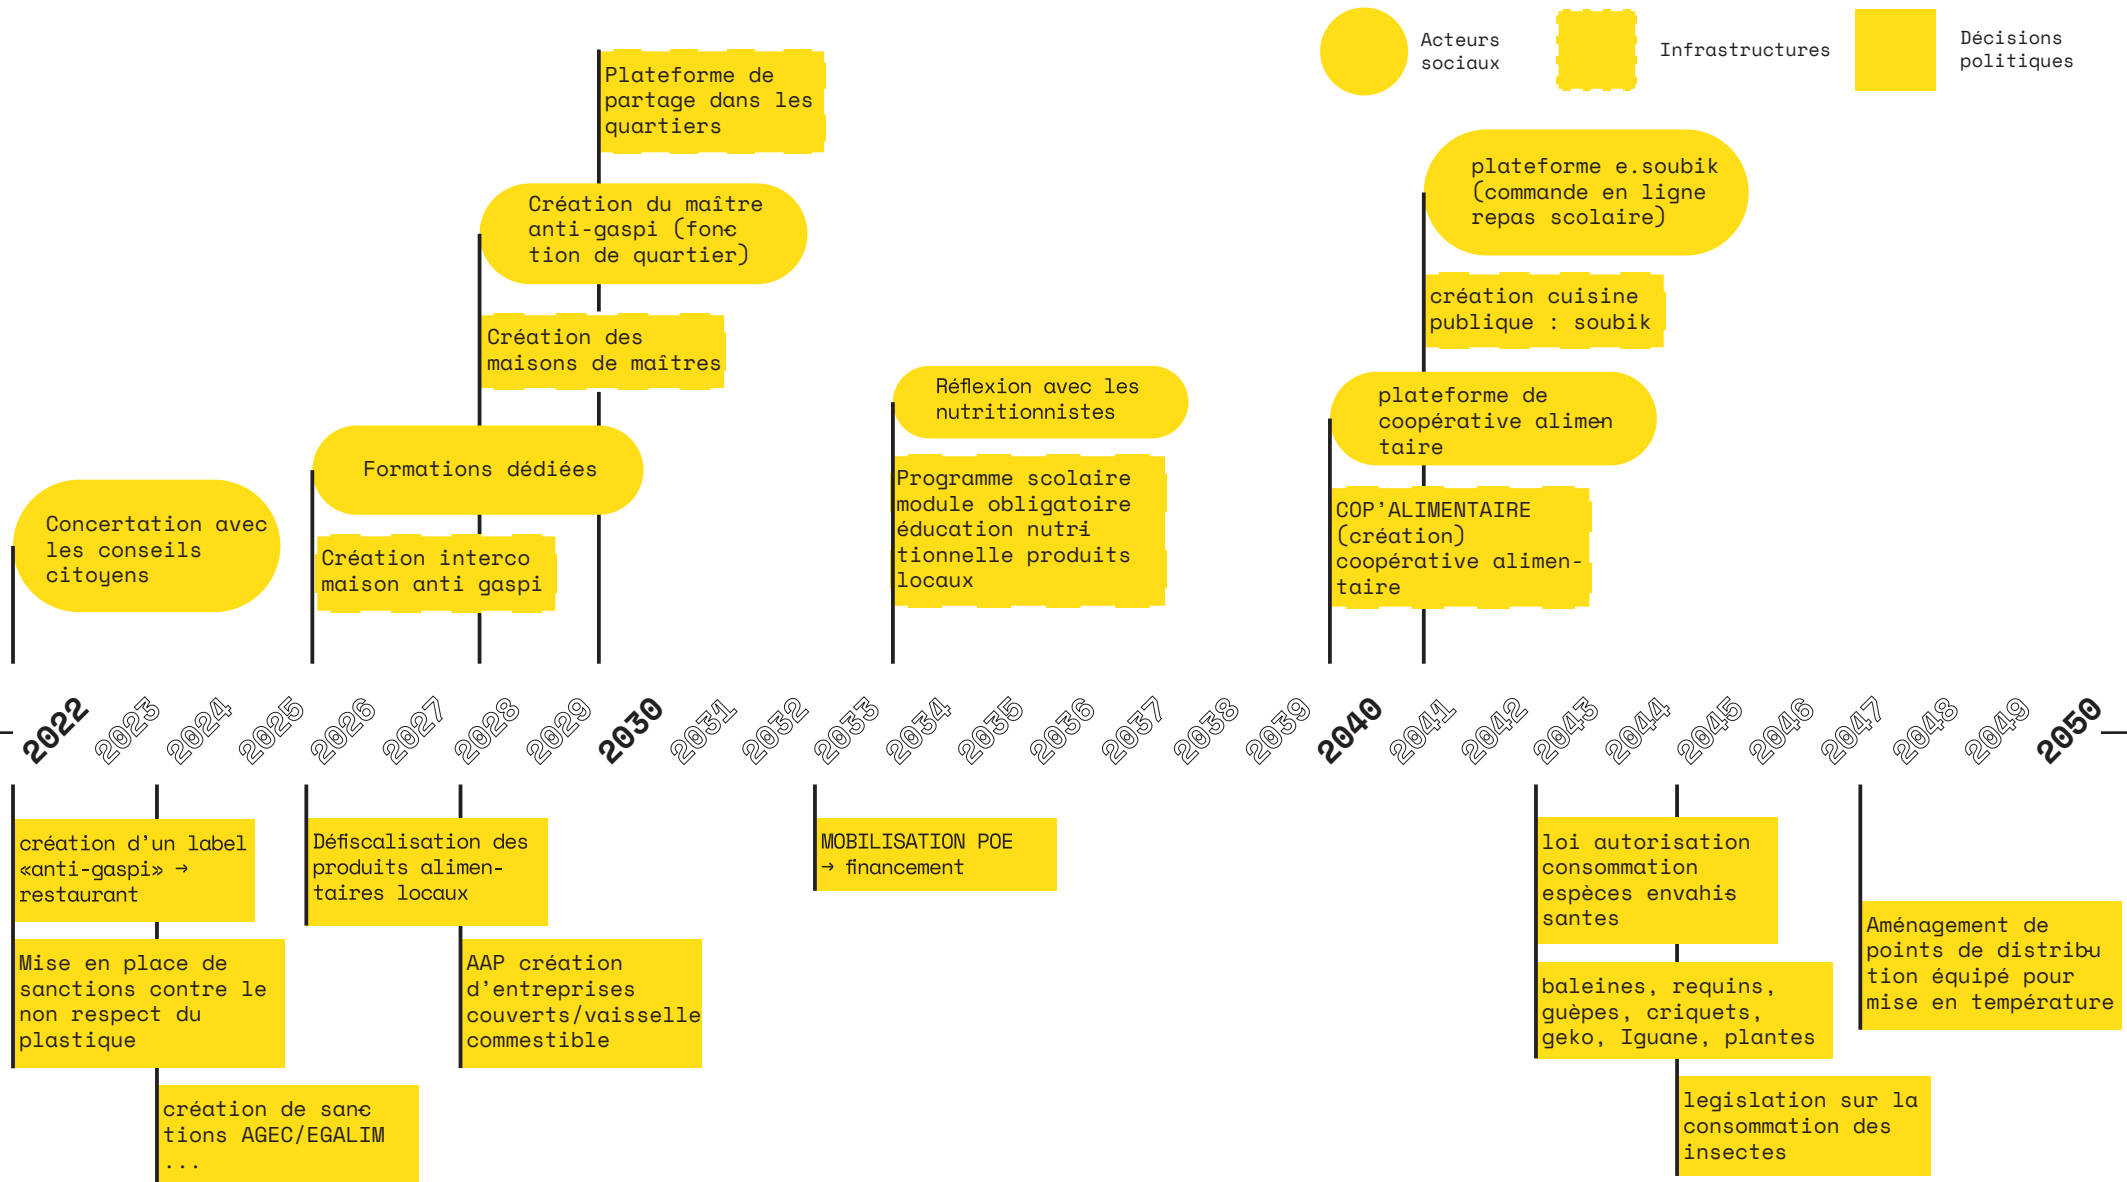 Acteurs
sociaux
Infrastructures
Décisions
politiques
Plateforme de
partage dans les
quartiers
Création du maître
anti-gaspi (fonc
tion de quartier)
Création des
maisons de maîtres
Formations dédiées
Création interco
maison anti gaspi
Concertation avec
les conseils
citoyens
Réflexion avec les
nutritionnistes
Programme scolaire
module obligatoire
éducation nutri
tionnelle produits
locaux
plateforme e.soubik
(commande en ligne
repas scolaire)
création cuisine
publique : soubik
plateforme de
coopérative alimen
taire
COP'ALIMENTAIRE
(création)
coopérative alimen-
taire
2022
2023
2024
2025
2026
2027
2028
2029
2030
2031
2032
2033
2034
2035
2036
2037
2038
2039
2040
2041
2042
2043
2044
2045
2046
2047
2048
2049
2050
création d'un label
«anti-gaspi» →
restaurant
Mise en place de
sanctions contre le
non respect du
plastique
création de sanc
tions AGEC/EGALIM
...
Défiscalisation des
produits alimen-
taires locaux
AAP création
d'entreprises
couverts/vaisselle
commestible
MOBILISATION POE
→ financement
loi autorisation
consommation
espèces envahis
santes
baleines, requins,
guèpes, criquets,
geko, Iguane, plantes
legislation sur la
consommation des
insectes
Aménagement de
points de distribu
tion équipé pour
mise en température